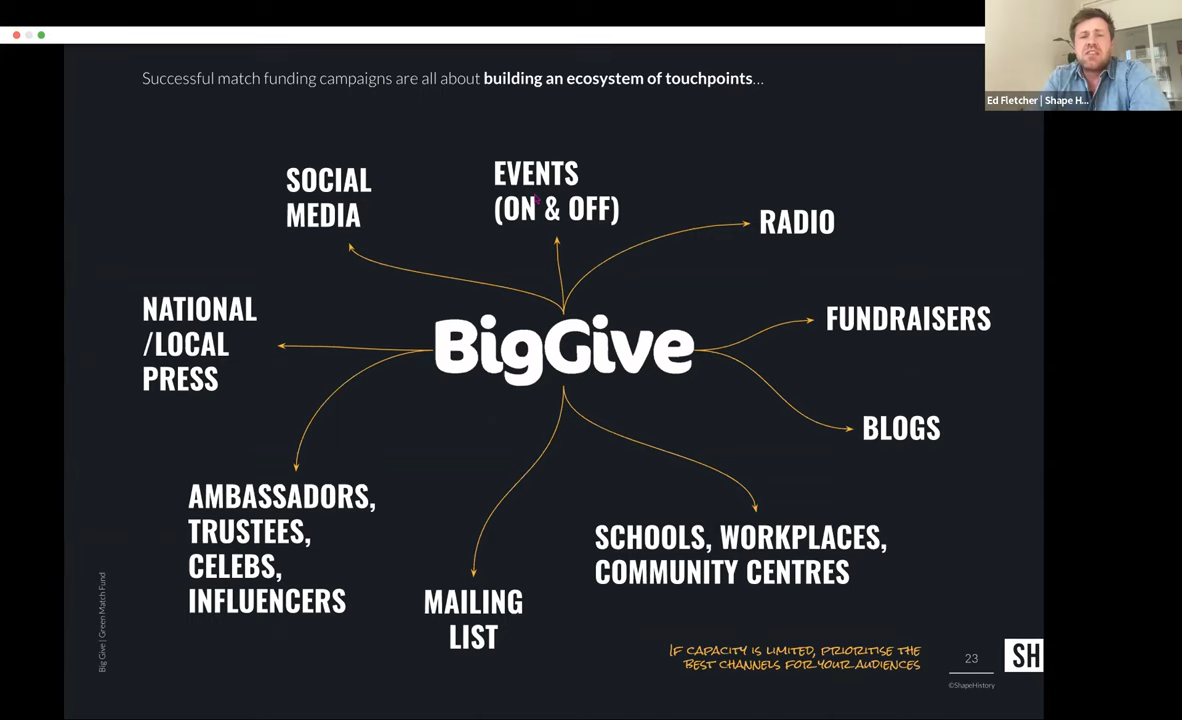 Ed Fletcher | Shape H...
Successful match funding campaigns are all about building an ecosystem of touchpoints...
SOCIAL
MEDIA
EVENTS
(ON & OFF)
RADIO
NATIONAL
/LOCAL
PRESS
BigGive
FUNDRAISERS
BLOGS
AMBASSADORS,
TRUSTEES,
CELEBS,
INFLUENCERS
MAILING
LIST
SCHOOLS, WORKPLACES,
COMMUNITY CENTRES
Big Give | Green Match Fund
IF CAPACITY IS LIMITED, PRIORITISE THE
BEST CHANNELS FOR YOUR AUDIENCES
23
SH
©ShapeHistory